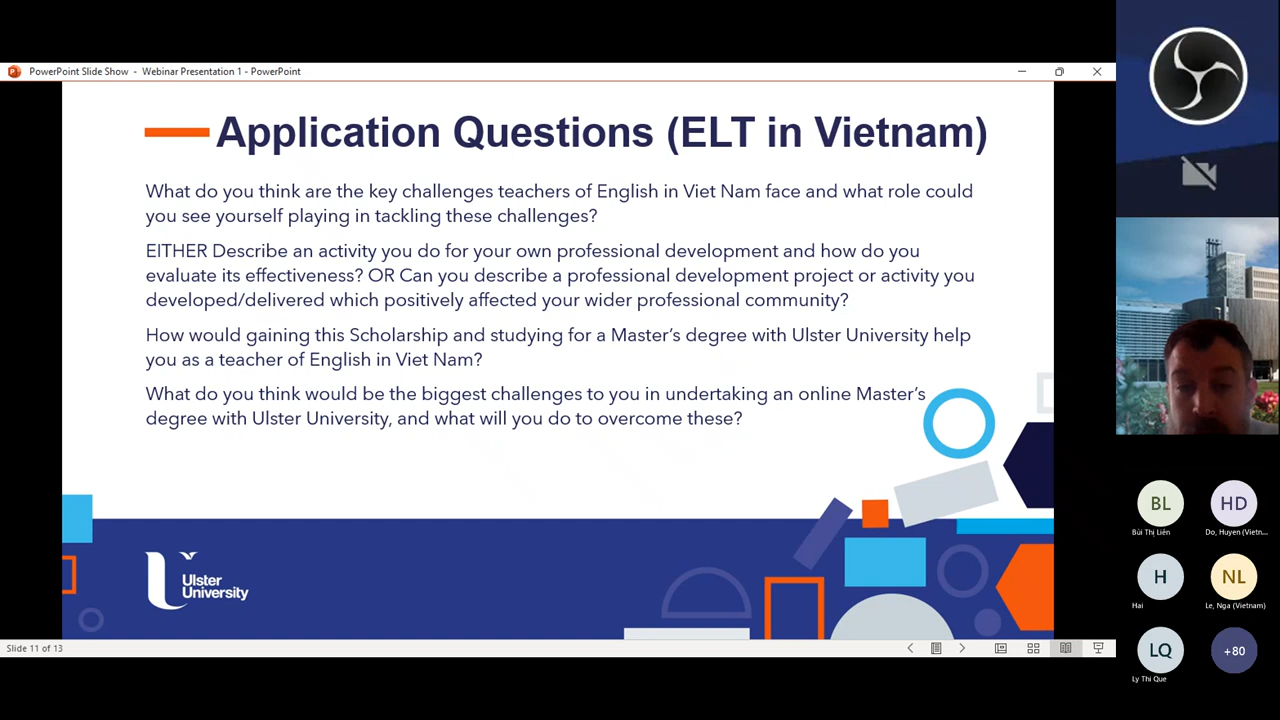 PowerPoint Slide Show - Webinar Presentation 1 - PowerPoint
Application Questions (ELT in Vietnam)
What do you think are the key challenges teachers of English in Viet Nam face and what role could
you see yourself playing in tackling these challenges?
EITHER Describe an activity you do for your own professional development and how do you
evaluate its effectiveness? OR Can you describe a professional development project or activity you
developed/delivered which positively affected your wider professional community?
How would gaining this Scholarship and studying for a Master's degree with Ulster University help
you as a teacher of English in Viet Nam?
What do you think would be the biggest challenges to you in undertaking an online Master's
degree with Ulster University, and what will you do to overcome these?
Ulster
University
Slide 11 of 13
BL
HD
Bùi Thị Liên
Do, Huyen (Vietn...
H
NL
Hai
Le, Nga (Vietnam)
LQ
+80
Ly Thi Que